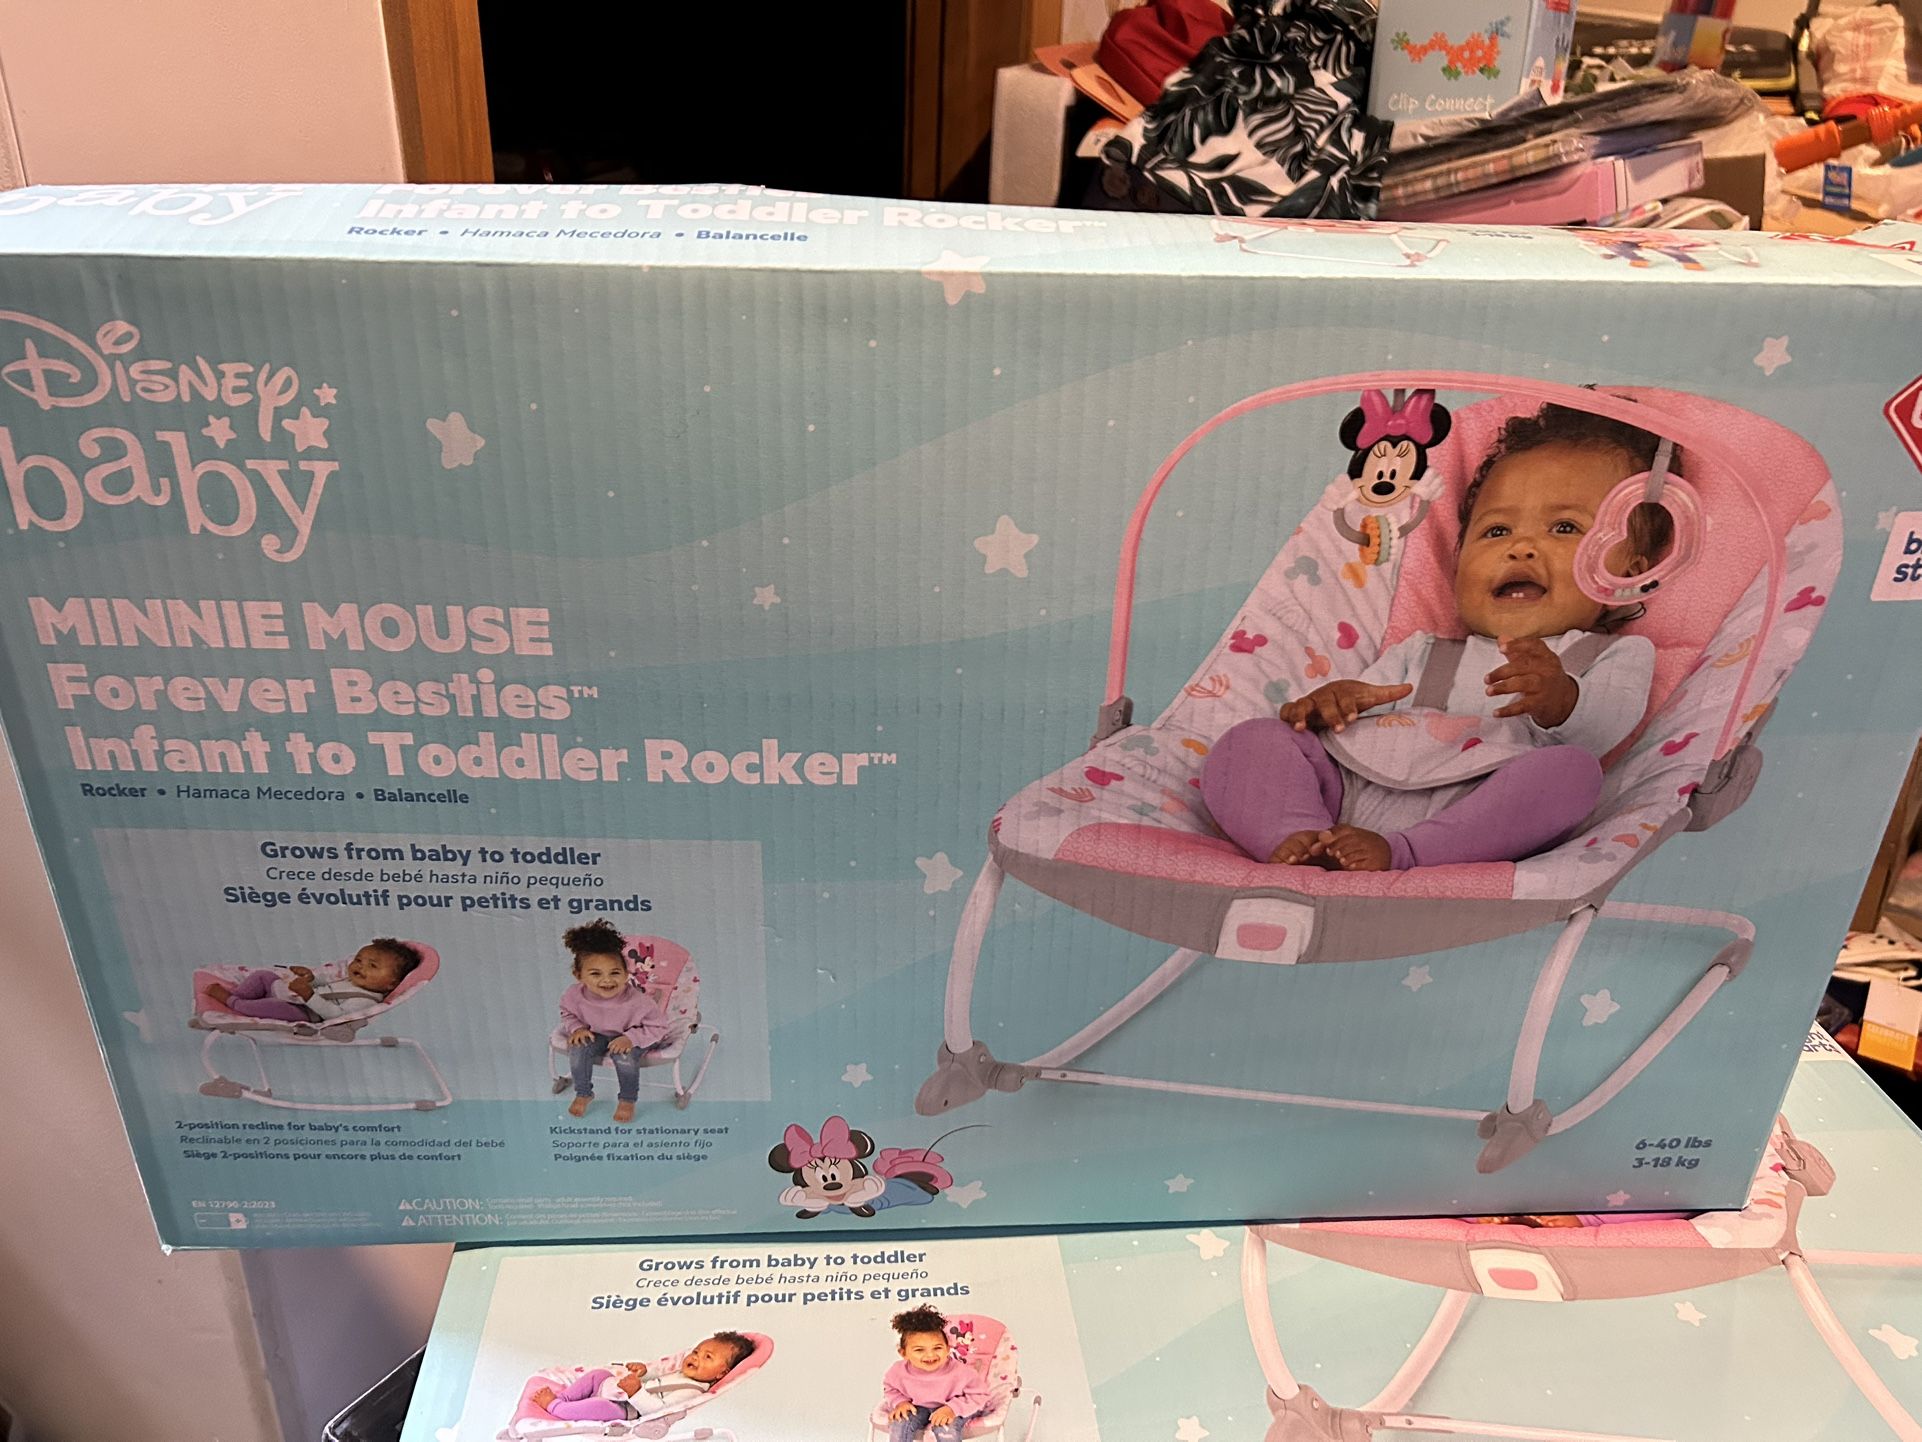 baby
Forever Besties
Infant to Toddler Rocker™
Rocker • Hamaca Mecedora • Balancelle
Clip Connect
Disney
baby
MINNIE MOUSE
Forever Besties™
Infant to Toddler Rocker™
Rocker • Hamaca Mecedora • Balancelle
Grows from baby to toddler
Crece desde bebé hasta niño pequeño
Siège évolutif pour petits et grands
2-position recline for baby's comfort
Reclinable en 2 posiciones para la comodidad del bebé
Siège 2-positions pour encore plus de confort
Kickstand for stationary seat
Soporte para el asiento fijo
Poignée fixation du siège
6-40 lbs
3-18 kg
EN 12790-2:2023
CAUTION:
ATTENTION:
Grows from baby to toddler
Crece desde bebé hasta niño pequeño
Siège évolutif pour petits et grands